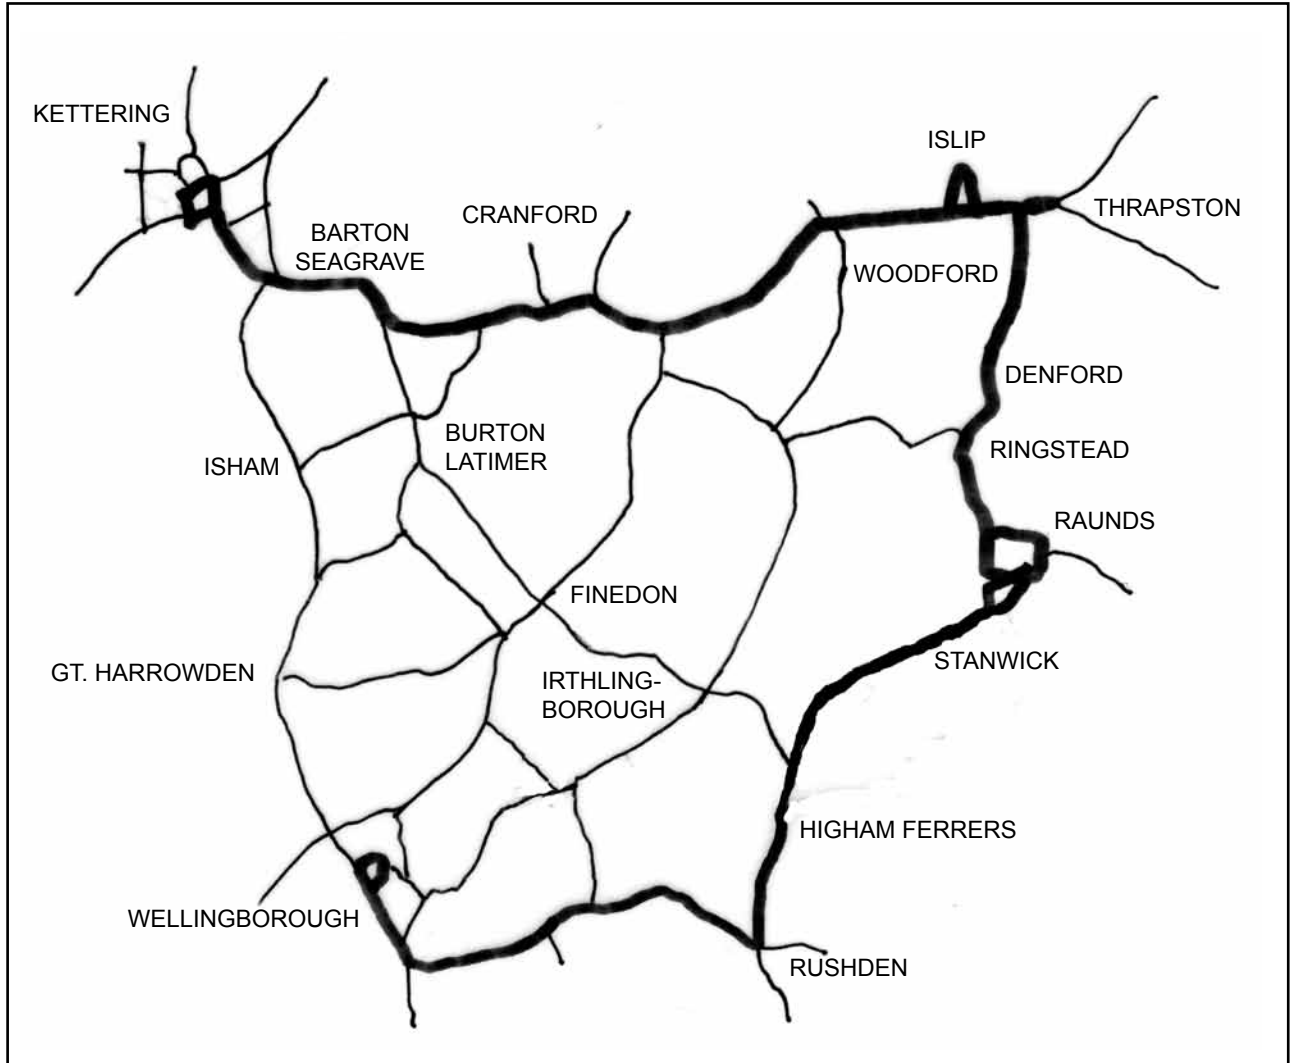 KETTERING
ISLIP
THRAPSTON
CRANFORD
BARTON
SEAGRAVE
WOODFORD
DENFORD
BURTON
LATIMER
RINGSTEAD
ISHAM
RAUNDS
FINEDON
STANWICK
GT. HARROWDEN
IRTHLING-
BOROUGH
HIGHAM FERRERS
WELLINGBOROUGH
RUSHDEN